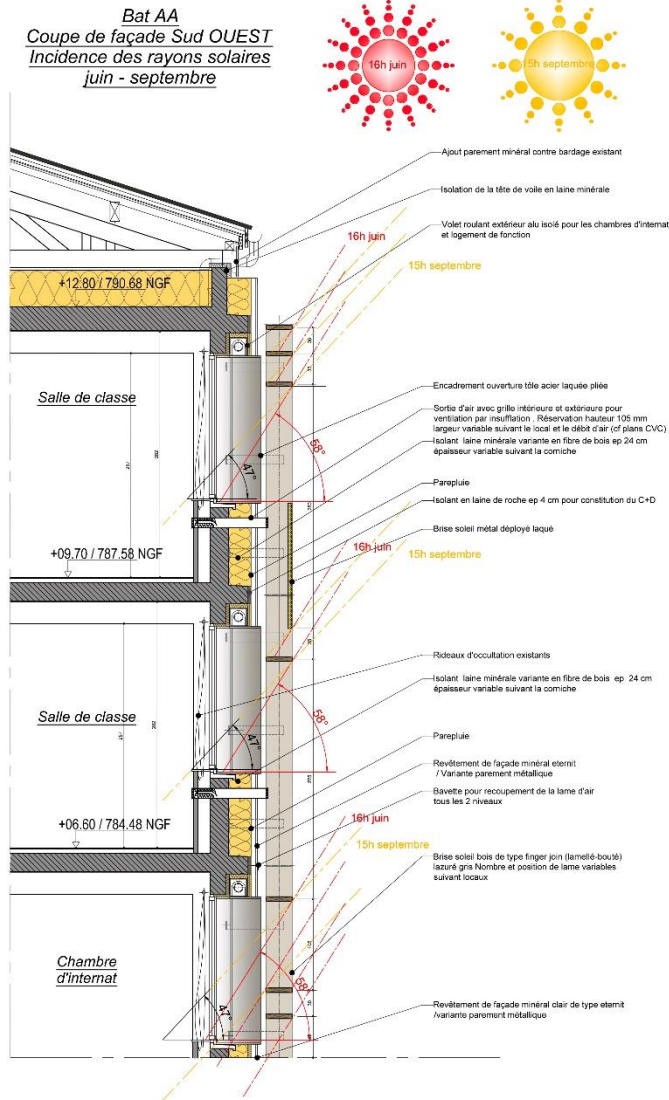 Bat AA
Coupe de façade Sud OUEST
Incidence des rayons solaires
juin - septembre
16h juin
15h septembre
Ajout parement minéral contre bardage existant
Isolation de la tête de voile en laine minérale
Volet roulant extérieur alu isolé pour les chambres d'internat
et logement de fonction
16h juin
15h septembre
+12.80 / 790.68 NGF
Salle de classe
Encadrement ouverture tôle acier laquée pliée
Sortie d'air avec grille intérieure et extérieure pour
ventilation par insufflation . Réservation hauteur 105 mm
largeur variable suivant le local et le débit d'air (cf plans CVC)
Isolant laine minérale variante en fibre de bois ep 24 cm
épaisseur variable suivant la corniche
58°
47°
Parepluie
Isolant en laine de roche ep 4 cm pour constitution du C+D
Brise soleil métal déployé laqué
16h juin
15h septembre
+09.70 / 787.58 NGF
Rideaux d'occultation existants
Isolant laine minérale variante en fibre de bois ep 24 cm
épaisseur variable suivant la corniche
Salle de classe
58°
47°
Parepluie
Revêtement de façade minéral eternit
/ Variante parement métallique
Bavette pour recoupement de la lame d'air
tous les 2 niveaux
16h juin
15h septembre
+06.60 / 784.48 NGF
Brise soleil bois de type finger join (lamellé-bouté)
lazuré gris Nombre et position de lame variables
suivant locaux
Chambre
d'internat
58°
47°
Revêtement de façade minéral clair de type eternit
/variante parement métallique